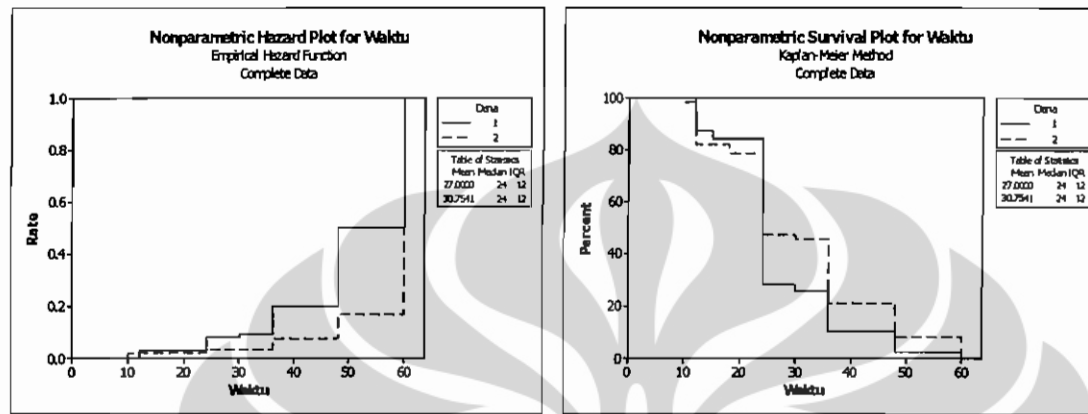 Nonparametric Hazard Plot for Waktu
Empirical Hazard Function
Complete Data
1.0
0.8
0.6
0.4
0.2
0.0
Rate
0 10 20 30 40 50 60
Waktu
Dana
1
2
Table of Statistics
Mean Median IQR
27.0000 24 12
30.7541 24 12
Nonparametric Survival Plot for Waktu
Kaplan-Meier Method
Complete Data
100
80
60
40
20
0
Percent
0 10 20 30 40 50 60
Waktu
Dana
1
2
Table of Statistics
Mean Median IQR
27.0000 24 12
30.7541 24 12